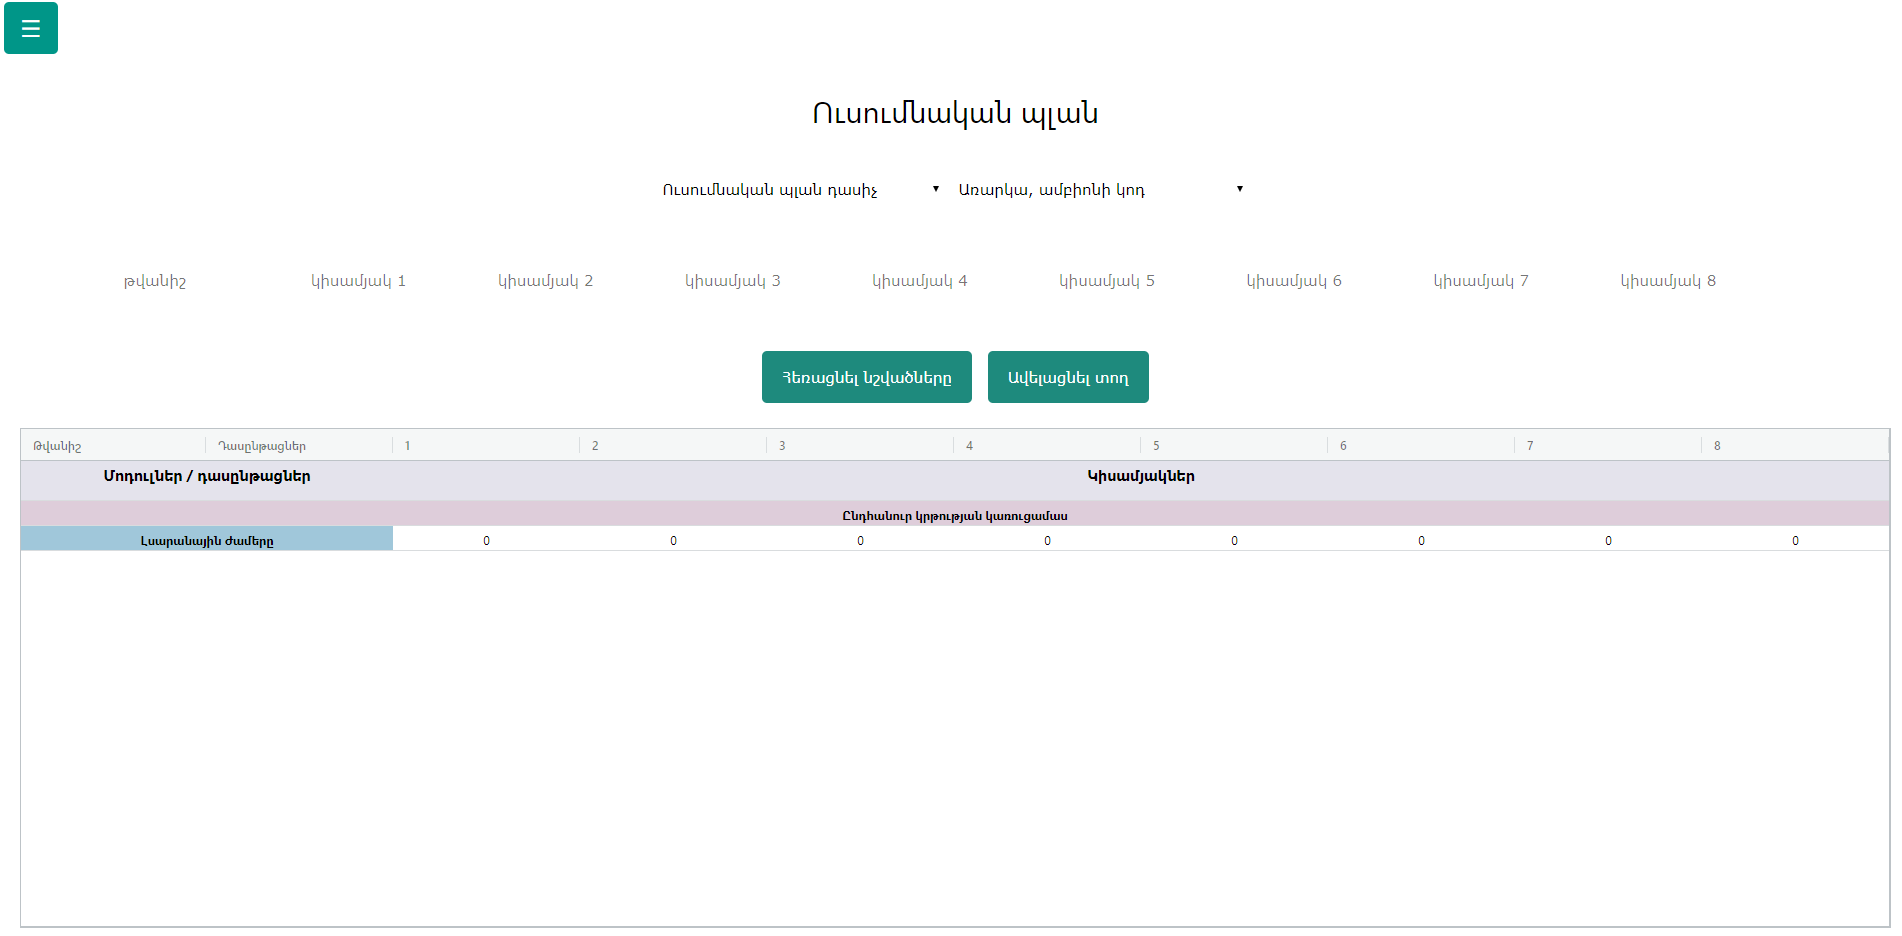 Ուսումնական պլան
Ուսումնական պլան դասիչ Առարկա, ամբիոնի կոդ
թվանիշ կիսամյակ 1 կիսամյակ 2 կիսամյակ 3 կիսամյակ 4 կիսամյակ 5 կիսամյակ 6 կիսամյակ 7 կիսամյակ 8
Հեռացնել նշվածները Ավելացնել տող
Թվանիշ Դասընթացներ 1 2 3 4 5 6 7 8
Մոդուլներ / դասընթացներ Կիսամյակներ
Ընդհանուր կրթության կառուցամաս
Լսարանային ժամերը 0 0 0 0 0 0 0 0